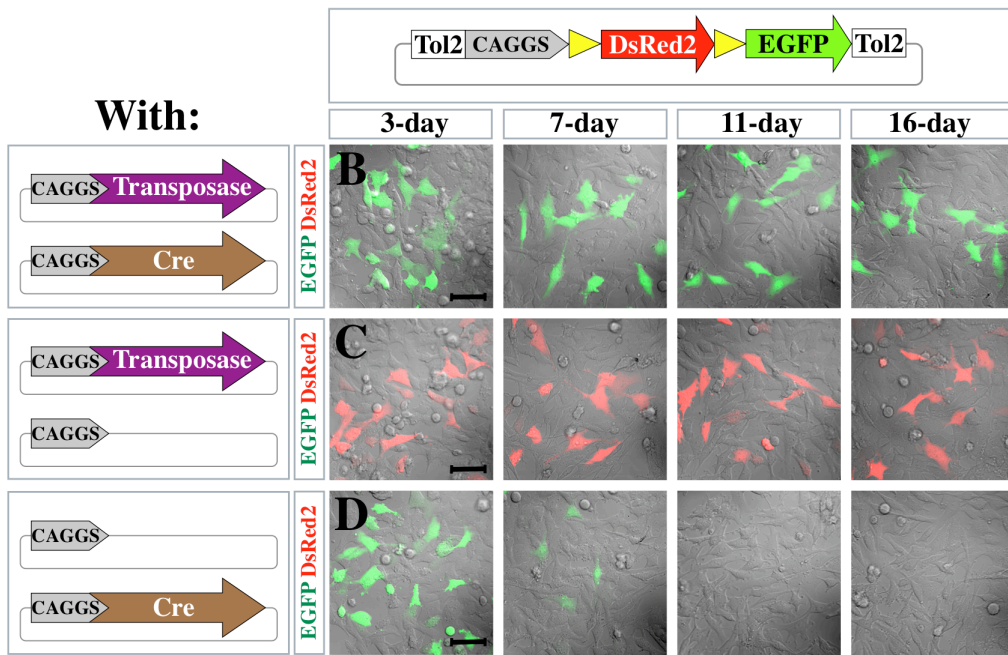 Tol2 CAGGS DsRed2 EGFP Tol2
With:
3-day 7-day 11-day 16-day
CAGGS Transposase
CAGGS Cre
EGFP DsRed2
B
CAGGS Transposase
CAGGS
EGFP DsRed2
C
CAGGS
CAGGS Cre
EGFP DsRed2
D